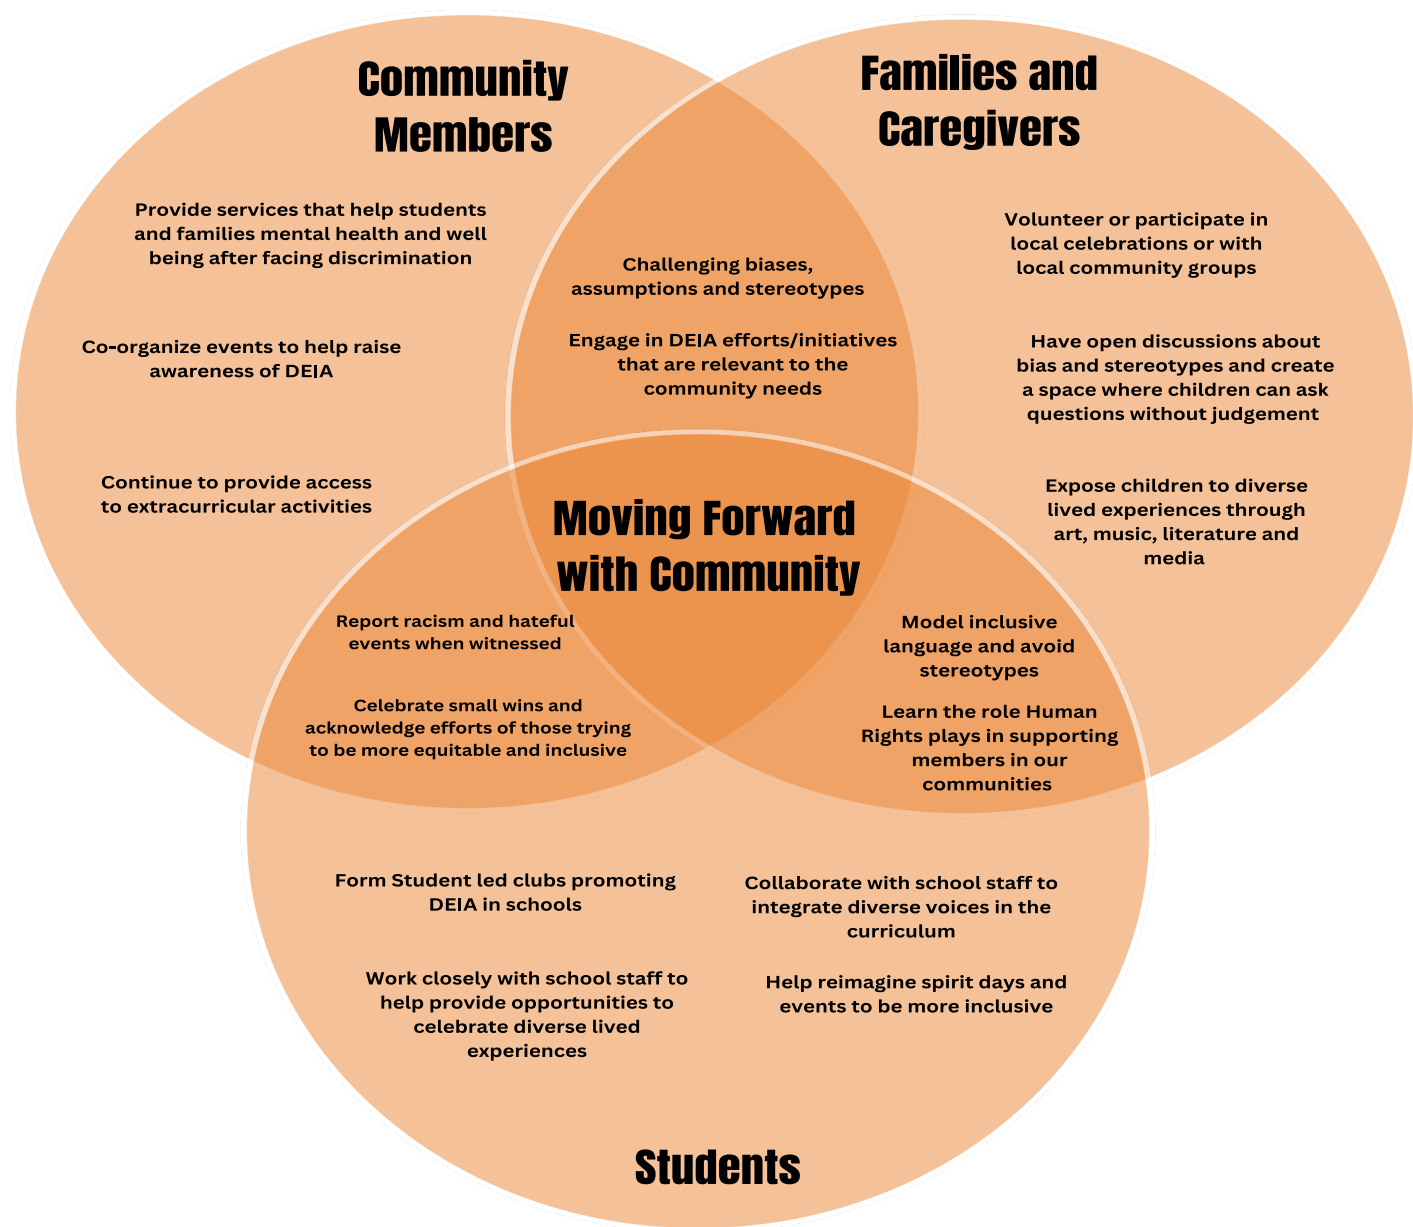 Community
Members
Provide services that help students
and families mental health and well
being after facing discrimination
Co-organize events to help raise
awareness of DEIA
Continue to provide access
to extracurricular activities
Families and
Caregivers
Volunteer or participate in
local celebrations or with
local community groups
Have open discussions about
bias and stereotypes and create
a space where children can ask
questions without judgement
Expose children to diverse
lived experiences through
art, music, literature and
media
Challenging biases,
assumptions and stereotypes
Engage in DEIA efforts/initiatives
that are relevant to the
community needs
Moving Forward
with Community
Report racism and hateful
events when witnessed
Celebrate small wins and
acknowledge efforts of those trying
to be more equitable and inclusive
Model inclusive
language and avoid
stereotypes
Learn the role Human
Rights plays in supporting
members in our
communities
Form Student led clubs promoting
DEIA in schools
Work closely with school staff to
help provide opportunities to
celebrate diverse lived
experiences
Collaborate with school staff to
integrate diverse voices in the
curriculum
Help reimagine spirit days and
events to be more inclusive
Students